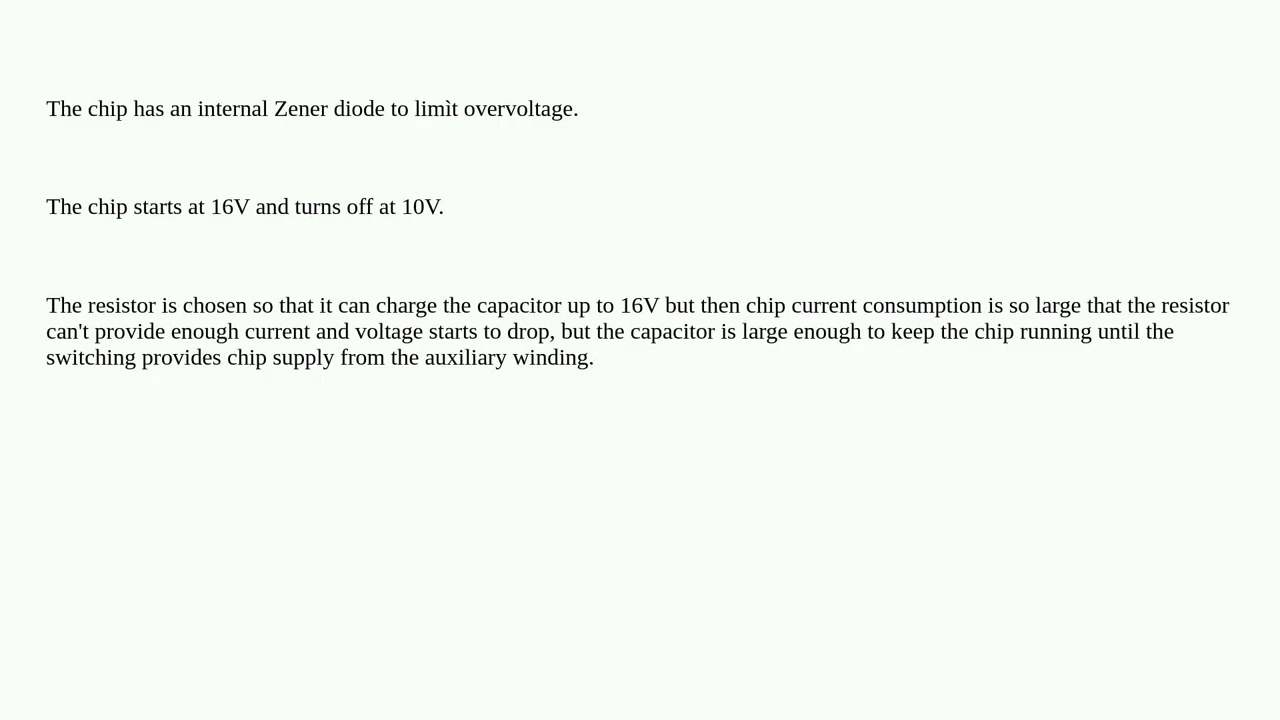 The chip has an internal Zener diode to limìt overvoltage.
The chip starts at 16V and turns off at 10V.
The resistor is chosen so that it can charge the capacitor up to 16V but then chip current consumption is so large that the resistor
can't provide enough current and voltage starts to drop, but the capacitor is large enough to keep the chip running until the
switching provides chip supply from the auxiliary winding.